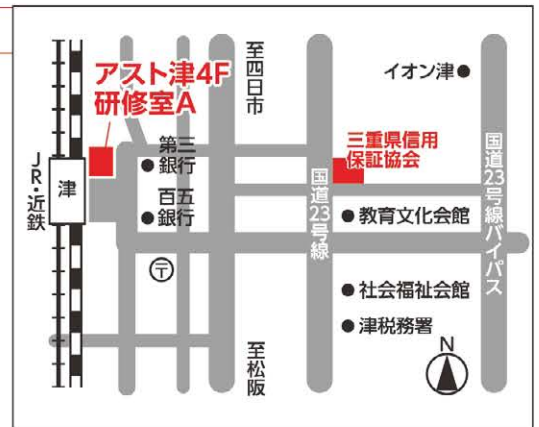 アスト津4F
研修室A
至四日市
イオン津
第三
銀行
三重県信用
保証協会
JR・近鉄
津
百五
銀行
国道23号線
教育文化会館
国道23号線バイパス
〒
社会福祉会館
津税務署
至松阪
N